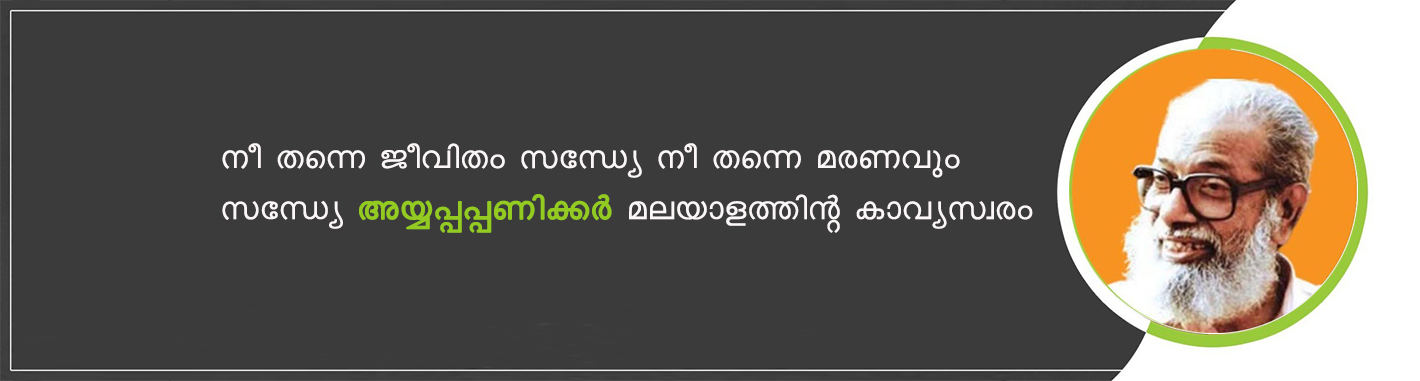 നീ തന്നെ ജീവിതം സന്ധ്യേ നീ തന്നെ മരണവും
സന്ധ്യേ അയ്യപ്പപ്പണിക്കർ മലയാളത്തിന്റ കാവ്യസ്വരം